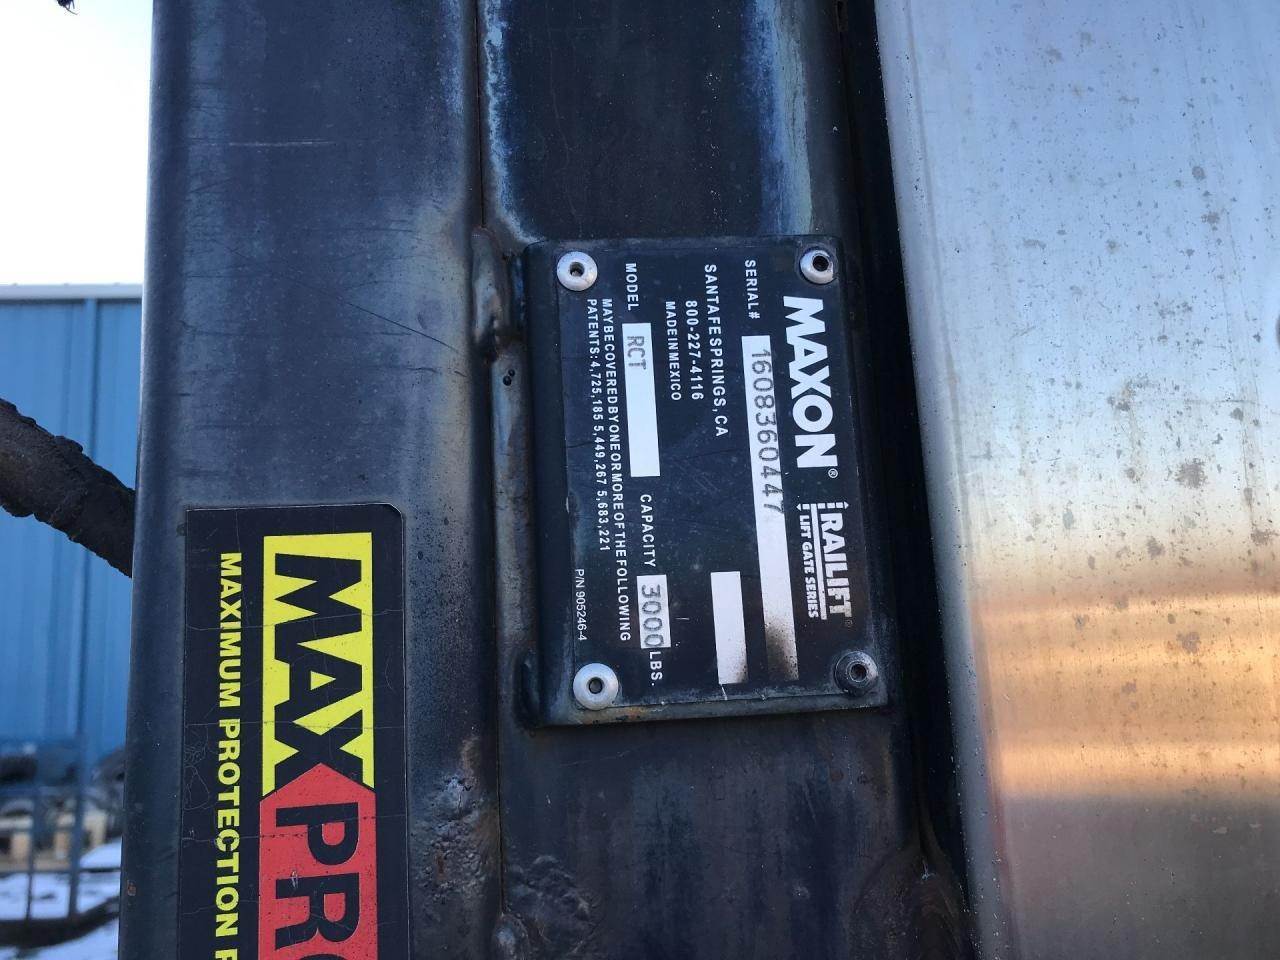 MAXON®
RAILIFT®
LIFT GATE SERIES
SERIAL# 1608360447
SANTA FE SPRINGS, CA
800-227-4116
MADE IN MEXICO
MODEL RCT CAPACITY 3000 LBS.
MAY BE COVERED BY ONE OR MORE OF THE FOLLOWING
PATENTS: 4,725,185 5,449,267 5,683,221
P/N 905246-4
MAXPRO
MAXIMUM PROTECTION